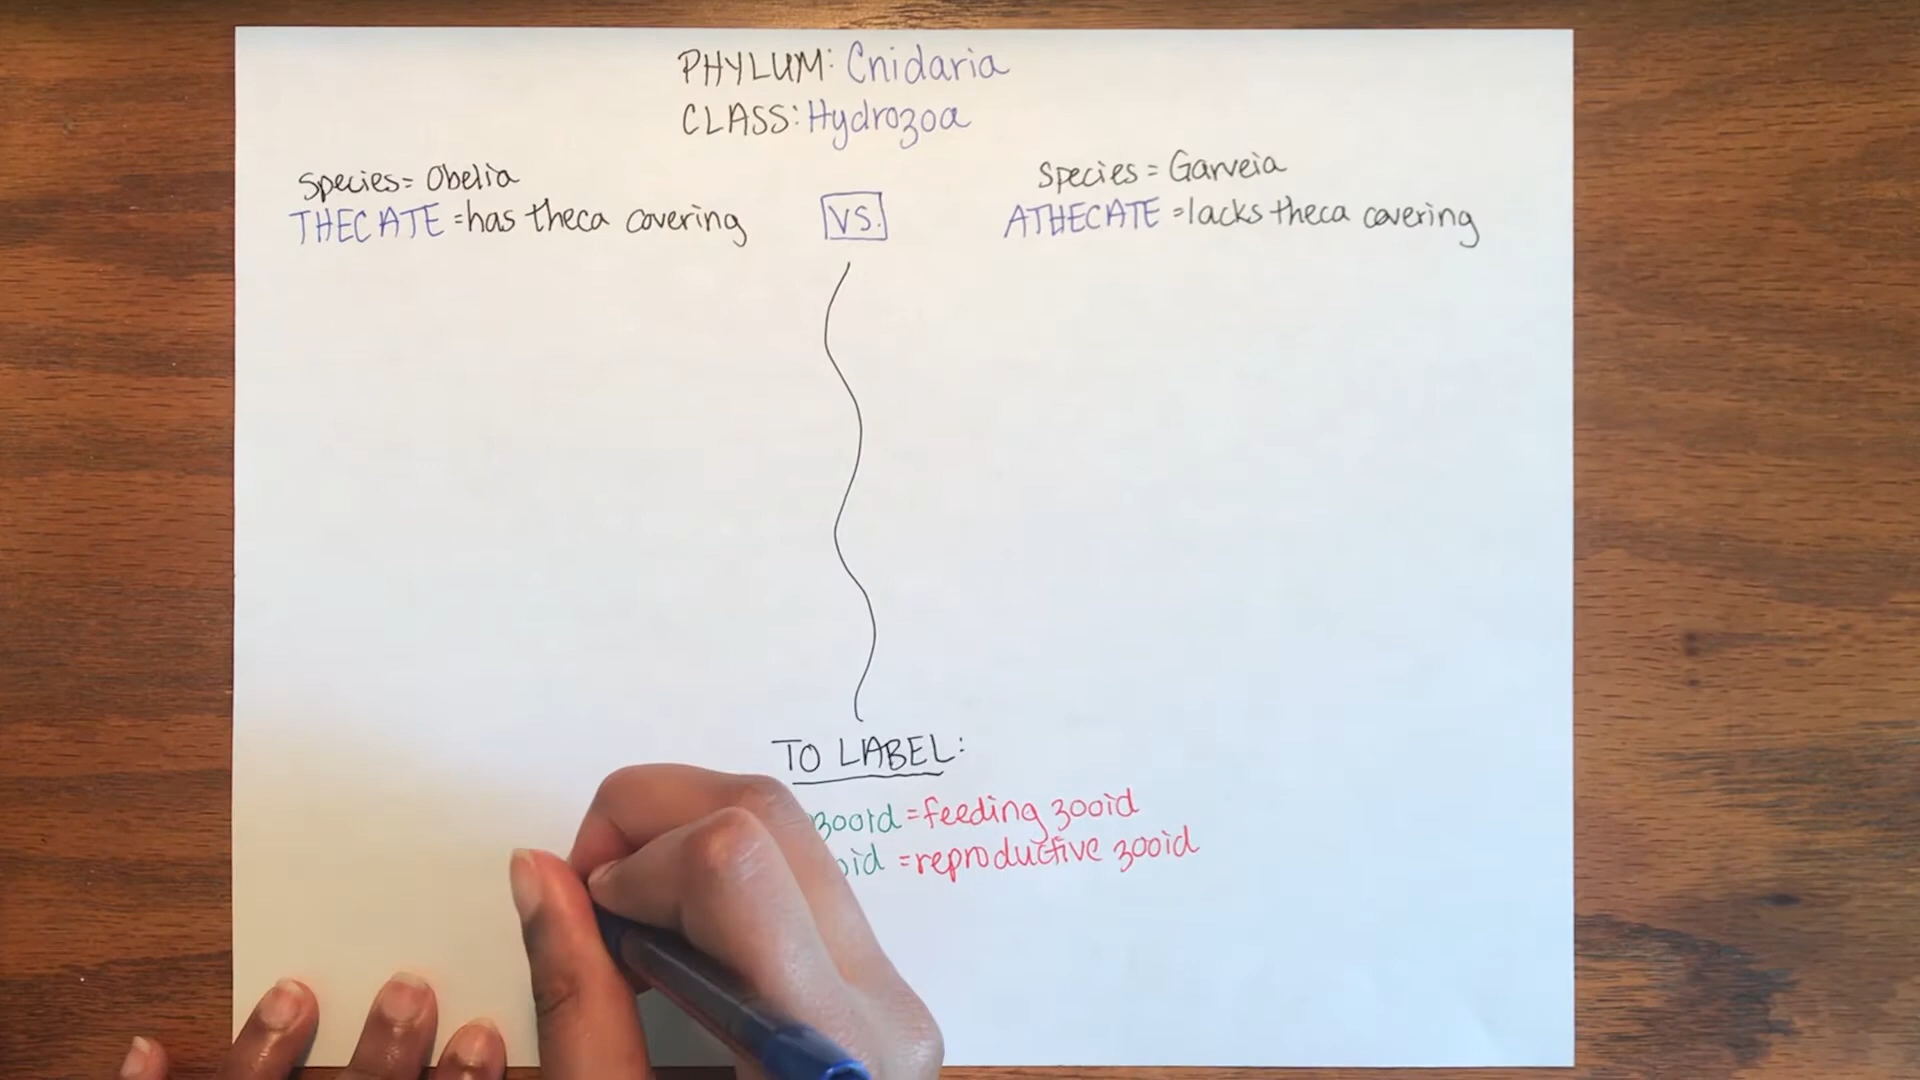 PHYLUM: Cnidaria
CLASS: Hydrozoa
Species= Obelia
THECATE =has theca covering
VS.
Species = Garveia
ATHECATE =lacks theca covering
TO LABEL:
zooid =feeding zooid
=reproductive zooid